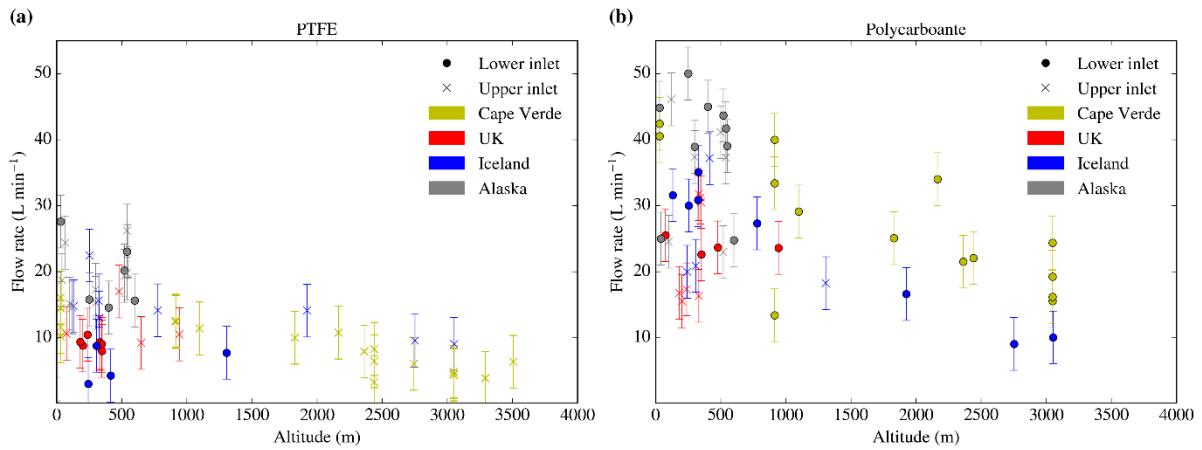 (a)
PTFE
50
40
30
20
10
0
500
1000
1500
2000
2500
3000
3500
4000
Flow rate (L min⁻¹)
Altitude (m)
Lower inlet
Upper inlet
Cape Verde
UK
Iceland
Alaska
(b)
Polycarboante
50
40
30
20
10
0
500
1000
1500
2000
2500
3000
3500
4000
Flow rate (L min⁻¹)
Altitude (m)
Lower inlet
Upper inlet
Cape Verde
UK
Iceland
Alaska